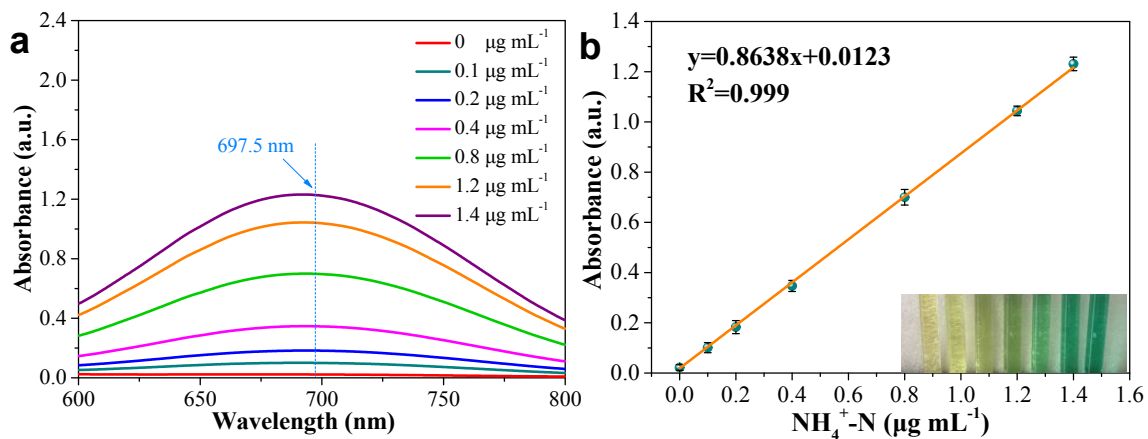 a
2.4
2.0
1.6
1.2
0.8
0.4
0.0
Absorbance (a.u.)
600
650
700
750
800
Wavelength (nm)
697.5 nm
0 μg mL⁻¹
0.1 μg mL⁻¹
0.2 μg mL⁻¹
0.4 μg mL⁻¹
0.8 μg mL⁻¹
1.2 μg mL⁻¹
1.4 μg mL⁻¹
b
y=0.8638x+0.0123
R²=0.999
1.4
1.2
1.0
0.8
0.6
0.4
0.2
0.0
Absorbance (a.u.)
0.0
0.2
0.4
0.6
0.8
1.0
1.2
1.4
1.6
NH₄⁺-N (μg mL⁻¹)